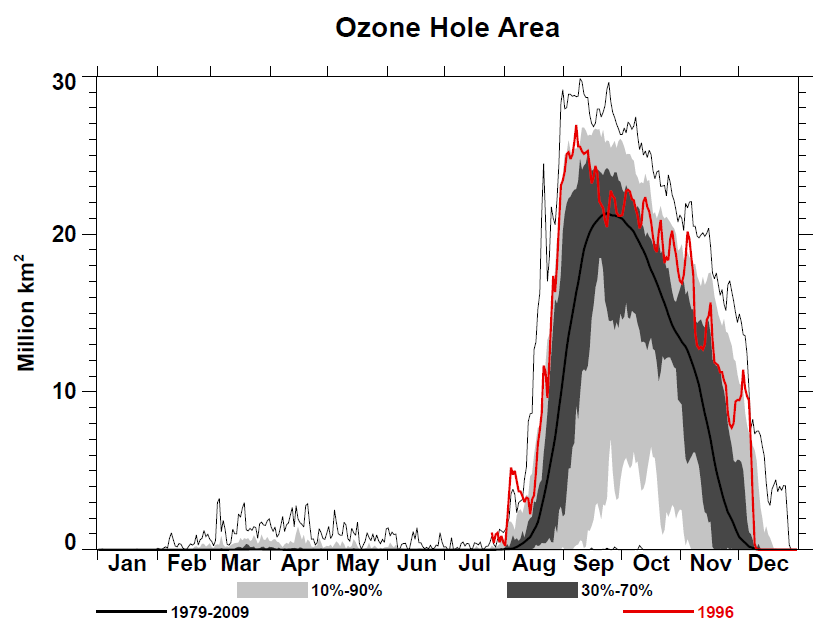 Ozone Hole Area
Million km²
30
20
10
0
Jan Feb Mar Apr May Jun Jul Aug Sep Oct Nov Dec
10%-90% 30%-70%
1979-2009 1996